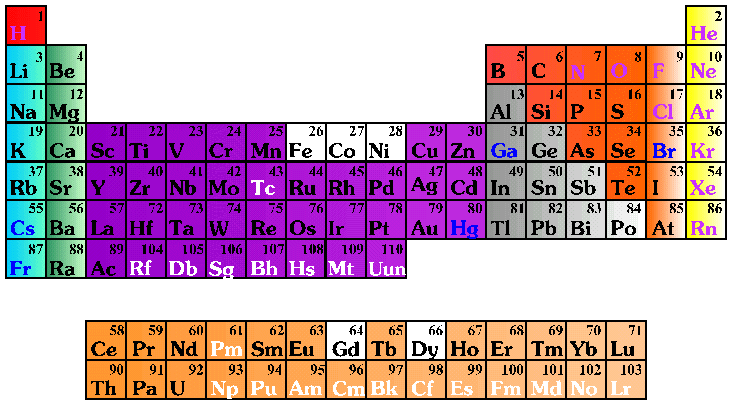 1 2
H He
3 4 5 6 7 8 9 10
Li Be B C N O F Ne
11 12 13 14 15 16 17 18
Na Mg Al Si P S Cl Ar
19 20 21 22 23 24 25 26 27 28 29 30 31 32 33 34 35 36
K Ca Sc Ti V Cr Mn Fe Co Ni Cu Zn Ga Ge As Se Br Kr
37 38 39 40 41 42 43 44 45 46 47 48 49 50 51 52 53 54
Rb Sr Y Zr Nb Mo Tc Ru Rh Pd Ag Cd In Sn Sb Te I Xe
55 56 57 72 73 74 75 76 77 78 79 80 81 82 83 84 85 86
Cs Ba La Hf Ta W Re Os Ir Pt Au Hg Tl Pb Bi Po At Rn
87 88 89 104 105 106 107 108 109 110
Fr Ra Ac Rf Db Sg Bh Hs Mt Uun
58 59 60 61 62 63 64 65 66 67 68 69 70 71
Ce Pr Nd Pm Sm Eu Gd Tb Dy Ho Er Tm Yb Lu
90 91 92 93 94 95 96 97 98 99 100 101 102 103
Th Pa U Np Pu Am Cm Bk Cf Es Fm Md No Lr